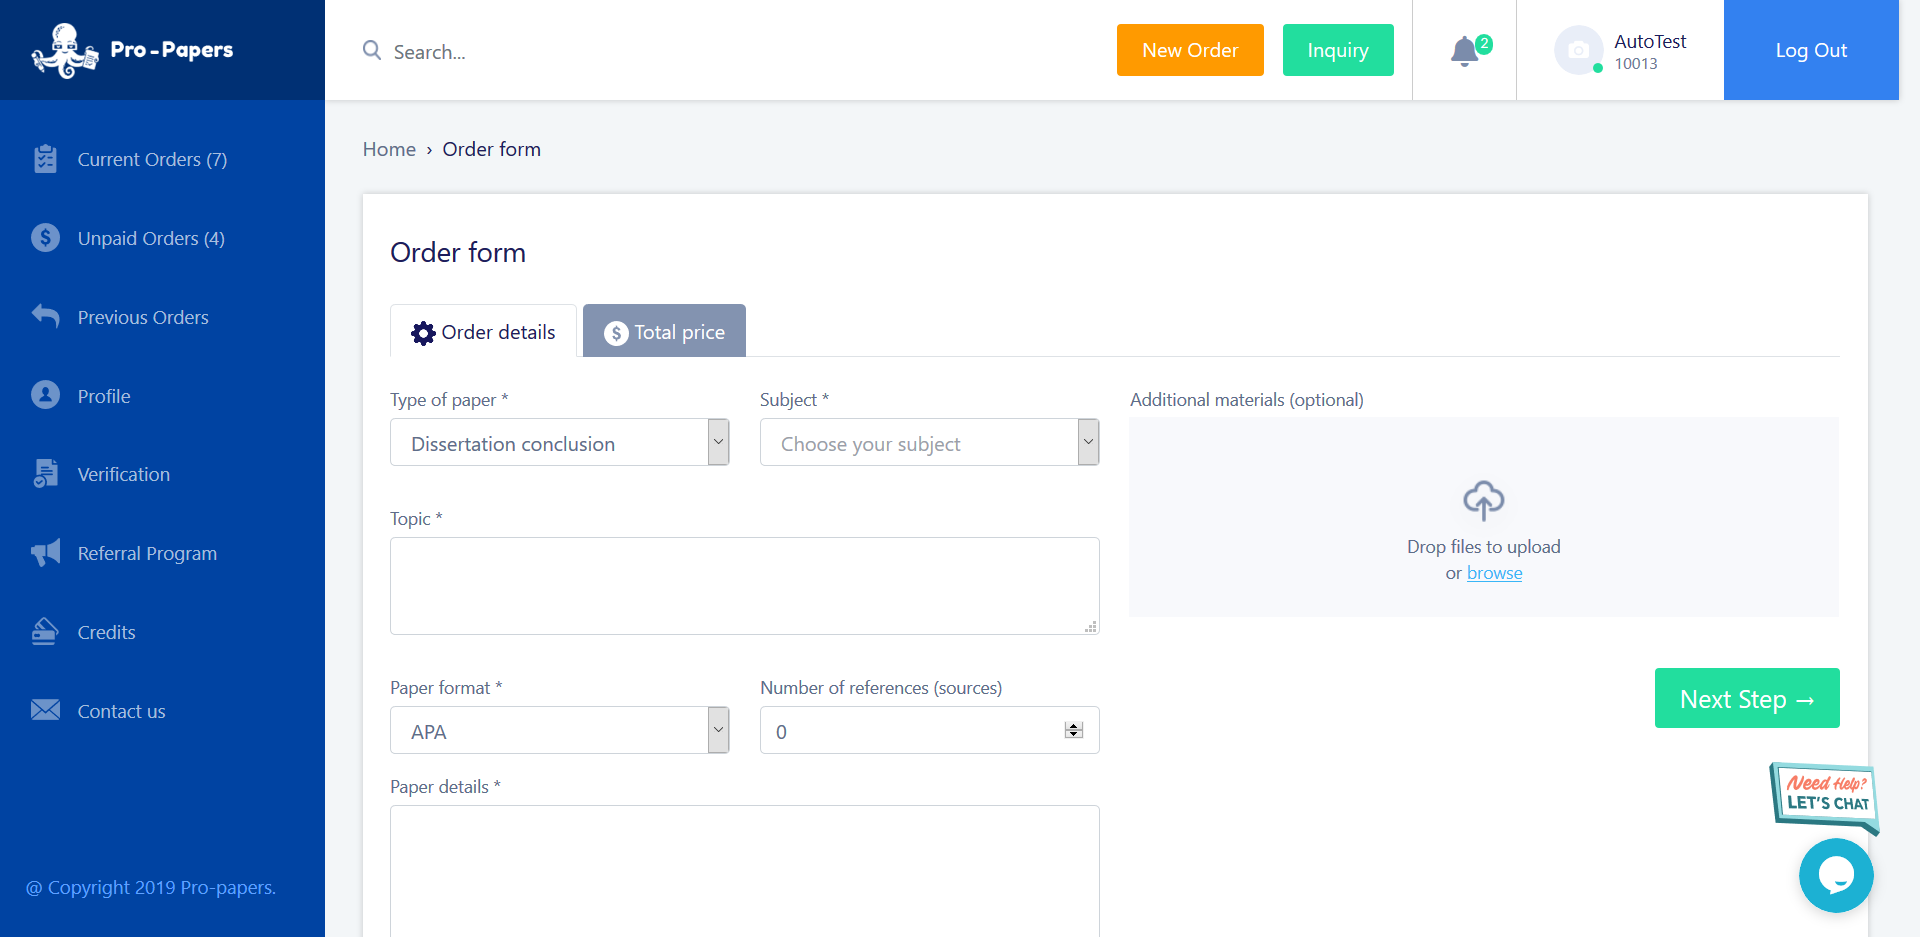 Pro-Papers
Search...
New Order
Inquiry
2
AutoTest
10013
Log Out
Current Orders (7)
Unpaid Orders (4)
Previous Orders
Profile
Verification
Referral Program
Credits
Contact us
@ Copyright 2019 Pro-papers.
Home › Order form
Order form
Order details
$ Total price
Type of paper *
Dissertation conclusion
Subject *
Choose your subject
Topic *
Paper format *
APA
Number of references (sources)
0
Paper details *
Additional materials (optional)
Drop files to upload
or browse
Next Step →
Need Help?
LET'S CHAT